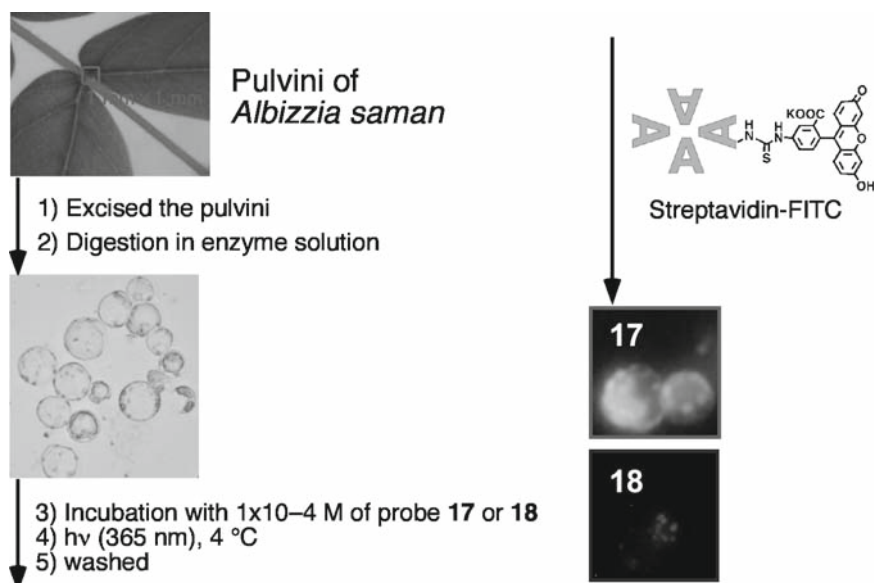 Pulvini of
Albizzia saman
1) Excised the pulvini
2) Digestion in enzyme solution
3) Incubation with 1x10–4 M of probe 17 or 18
4) hν (365 nm), 4 °C
5) washed
A
A
A
A
KOOC
O
O
OH
H
N
H
N
S
Streptavidin-FITC
17
18